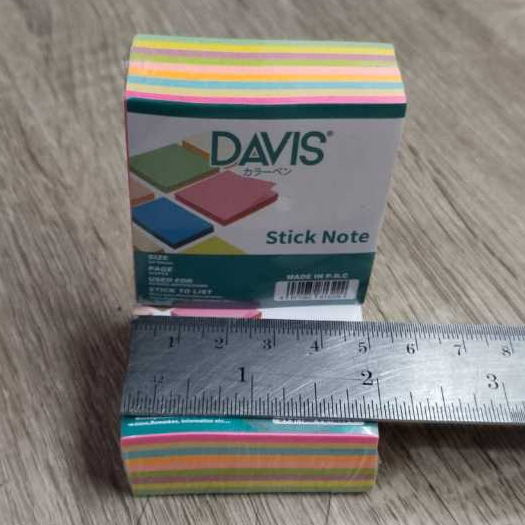 DAVIS®
カラーペン
Stick Note
SIZE
PAGE
USED FOR
STICK TO LIST
MADE IN P.R.C
1 2 3 4 5 6 7 8
1 2 3